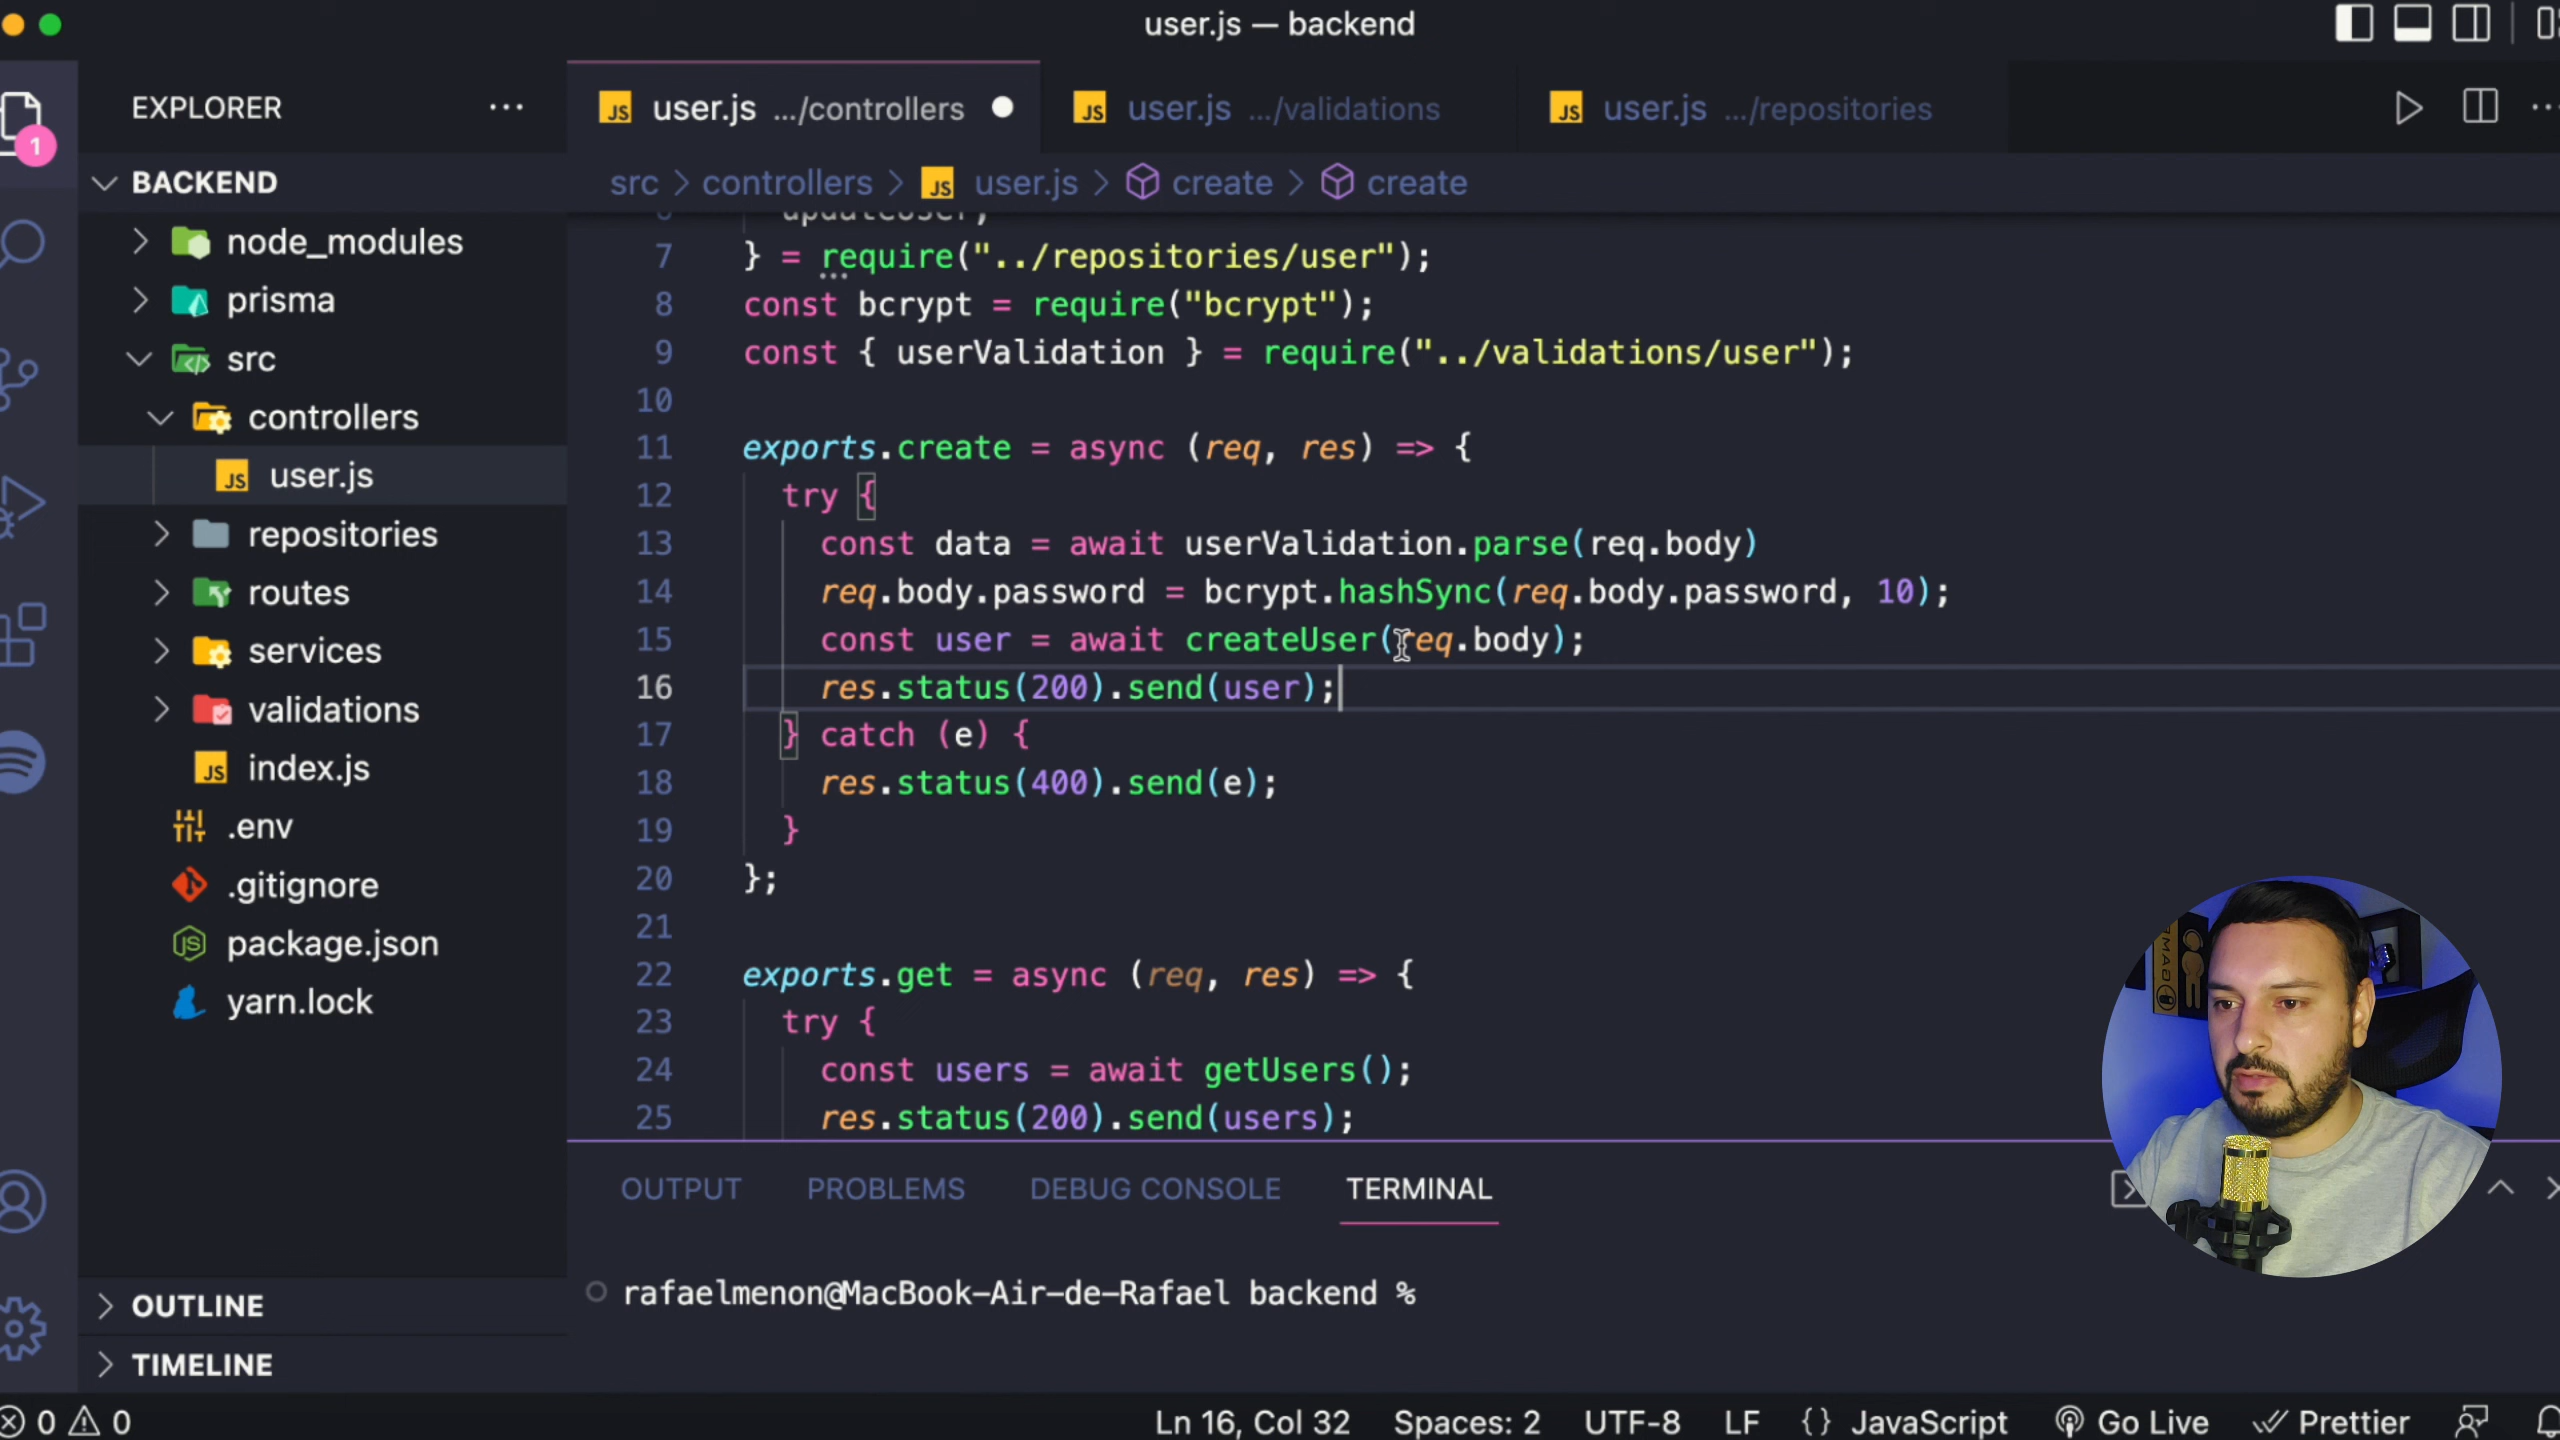 user.js — backend
EXPLORER
BACKEND
node_modules
prisma
src
controllers
user.js
repositories
routes
services
validations
index.js
.env
.gitignore
package.json
yarn.lock
OUTLINE
TIMELINE
1
JS user.js .../controllers
JS user.js .../validations
JS user.js .../repositories
src > controllers > JS user.js > create > create
6 updateUser,
7 } = require("../repositories/user");
8 const bcrypt = require("bcrypt");
9 const { userValidation } = require("../validations/user");
10
11 exports.create = async (req, res) => {
12 try {
13 const data = await userValidation.parse(req.body)
14 req.body.password = bcrypt.hashSync(req.body.password, 10);
15 const user = await createUser(req.body);
16 res.status(200).send(user);
17 } catch (e) {
18 res.status(400).send(e);
19 }
20 };
21
22 exports.get = async (req, res) => {
23 try {
24 const users = await getUsers();
25 res.status(200).send(users);
OUTPUT PROBLEMS DEBUG CONSOLE TERMINAL
rafaelmenon@MacBook-Air-de-Rafael backend %
0 0 Ln 16, Col 32 Spaces: 2 UTF-8 LF {} JavaScript Go Live Prettier